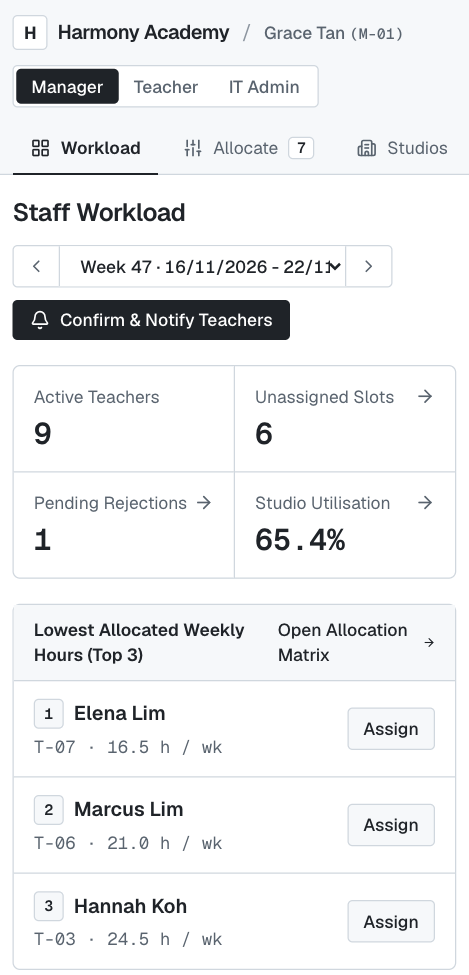 H Harmony Academy / Grace Tan (M-01)
Manager Teacher IT Admin
Workload Allocate 7 Studios
Staff Workload
Week 47 · 16/11/2026 - 22/11
Confirm & Notify Teachers
Active Teachers
9
Unassigned Slots →
6
Pending Rejections →
1
Studio Utilisation →
65.4%
Lowest Allocated Weekly
Hours (Top 3)
Open Allocation
Matrix →
1 Elena Lim
T-07 · 16.5 h / wk
Assign
2 Marcus Lim
T-06 · 21.0 h / wk
Assign
3 Hannah Koh
T-03 · 24.5 h / wk
Assign